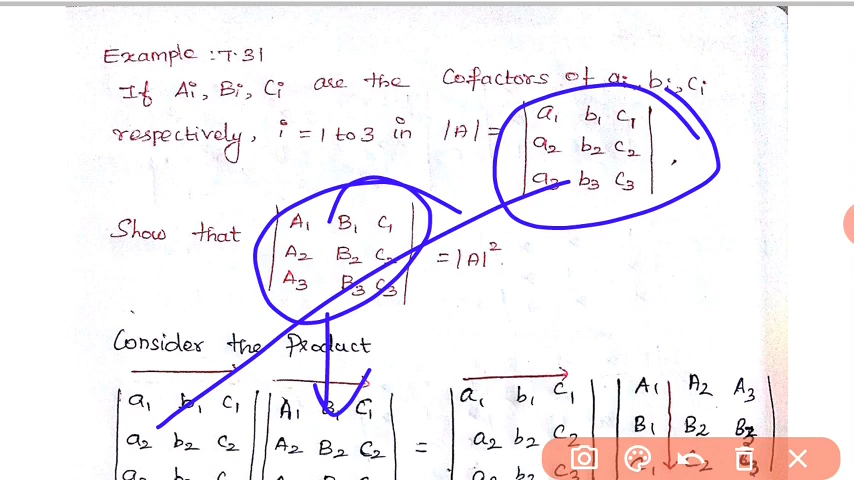 Example : 7.31
If Ai, Bi, Ci are the Cofactors of ai, bi, ci
respectively, i = 1 to 3 in |A| = | a1 b1 c1 |
| a2 b2 c2 |
| a3 b3 c3 | .
Show that | A1 B1 C1 |
| A2 B2 C2 | = |A|²
| A3 B3 C3 |
Consider the Product
| a1 b1 c1 | | A1 B1 C1 | | a1 b1 c1 | | A1 A2 A3 |
| a2 b2 c2 | | A2 B2 C2 | = | a2 b2 c2 | | B1 B2 B3 |